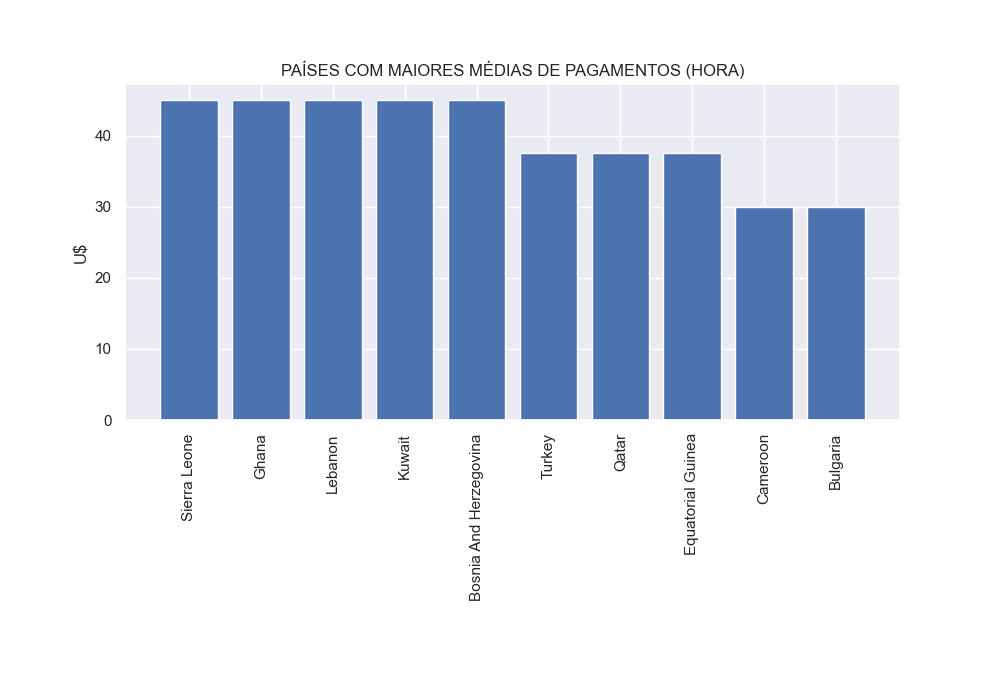 PAÍSES COM MAIORES MÉDIAS DE PAGAMENTOS (HORA)
U$
40
30
20
10
0
Sierra Leone
Ghana
Lebanon
Kuwait
Bosnia And Herzegovina
Turkey
Qatar
Equatorial Guinea
Cameroon
Bulgaria